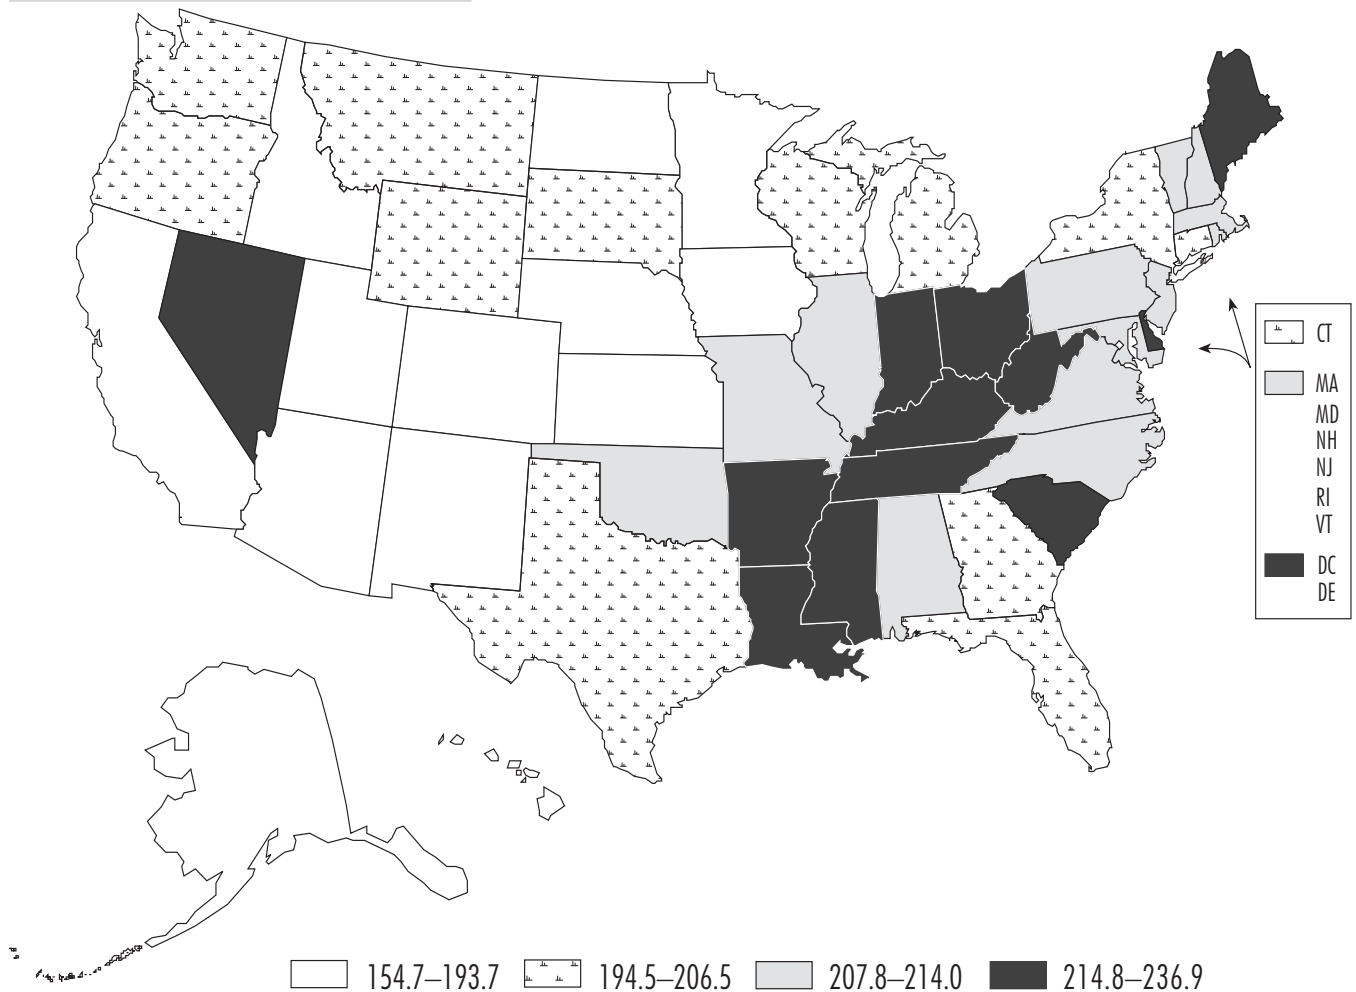 CT
MA
MD
NH
NJ
RI
VT
DC
DE
154.7–193.7 194.5–206.5 207.8–214.0 214.8–236.9